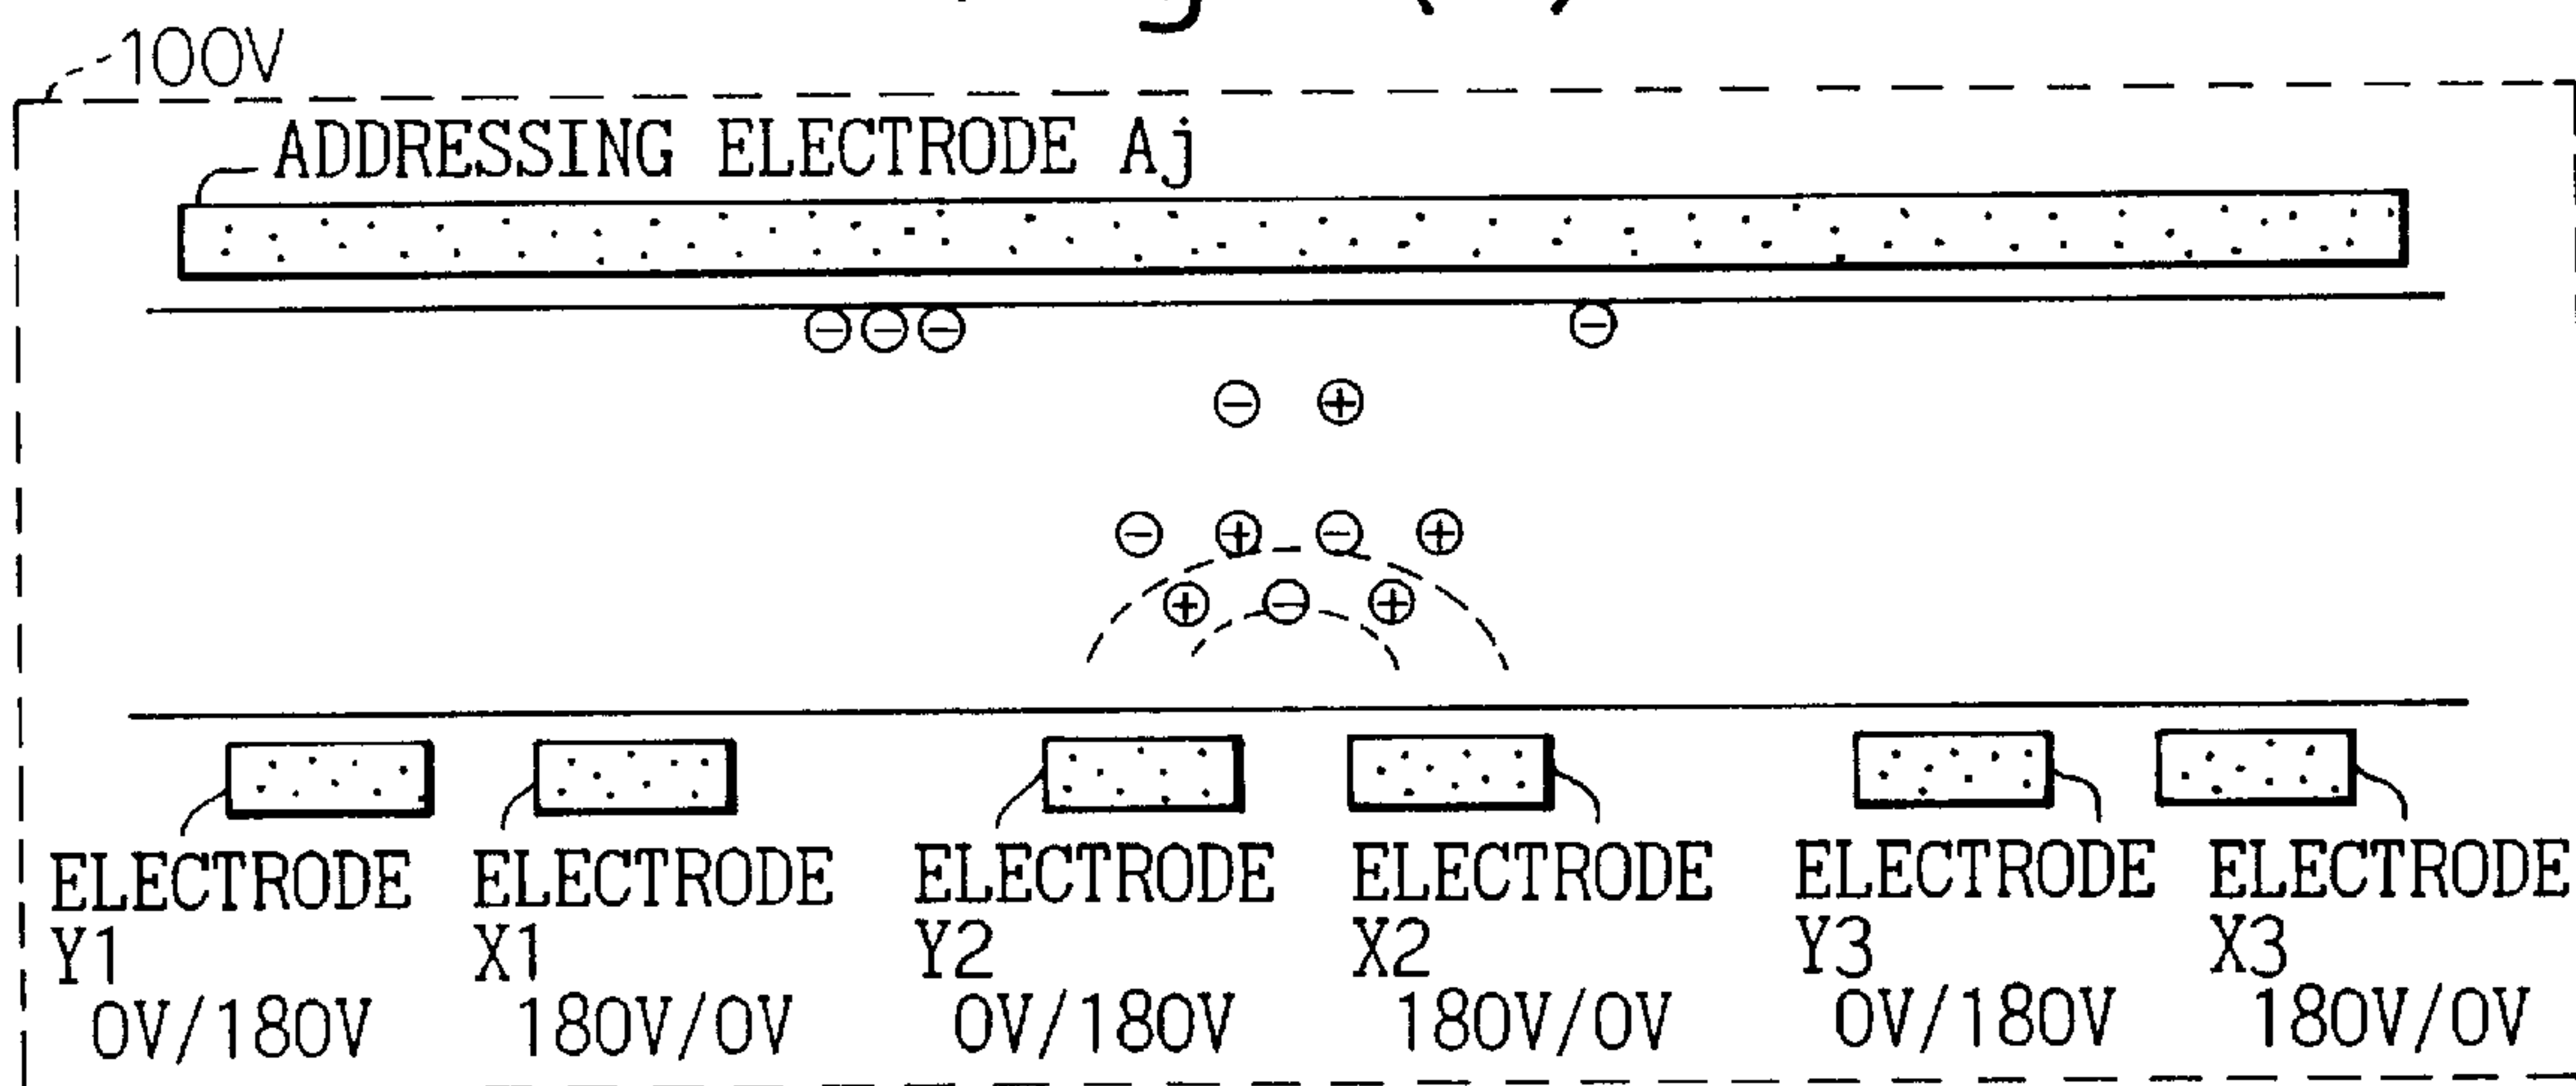 100V
ADDRESSING ELECTRODE Aj
ELECTRODE Y1 0V/180V
ELECTRODE X1 180V/0V
ELECTRODE Y2 0V/180V
ELECTRODE X2 180V/0V
ELECTRODE Y3 0V/180V
ELECTRODE X3 180V/0V